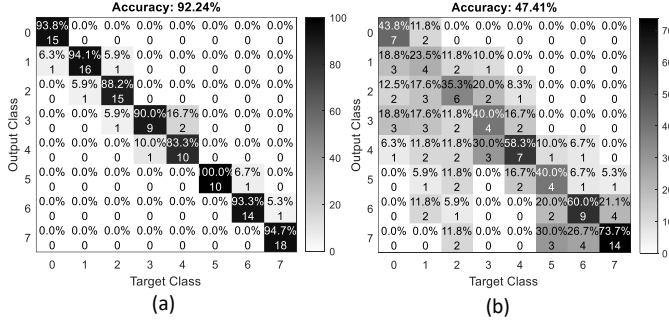 (a)
Accuracy: 92.24%
Output Class
0
93.8% 0.0% 0.0% 0.0% 0.0% 0.0% 0.0% 0.0%
15 0 0 0 0 0 0 0
1
6.3% 94.1% 5.9% 0.0% 0.0% 0.0% 0.0% 0.0%
1 16 1 0 0 0 0 0
2
0.0% 5.9% 88.2% 0.0% 0.0% 0.0% 0.0% 0.0%
0 1 15 0 0 0 0 0
3
0.0% 0.0% 5.9% 90.0% 16.7% 0.0% 0.0% 0.0%
0 0 1 9 2 0 0 0
4
0.0% 0.0% 0.0% 10.0% 83.3% 0.0% 0.0% 0.0%
0 0 0 1 10 0 0 0
5
0.0% 0.0% 0.0% 0.0% 0.0% 100.0% 6.7% 0.0%
0 0 0 0 0 10 1 0
6
0.0% 0.0% 0.0% 0.0% 0.0% 0.0% 93.3% 5.3%
0 0 0 0 0 0 14 1
7
0.0% 0.0% 0.0% 0.0% 0.0% 0.0% 0.0% 94.7%
0 0 0 0 0 0 0 18
0 1 2 3 4 5 6 7
Target Class
100
80
60
40
20
0
(b)
Accuracy: 47.41%
Output Class
0
43.8% 11.8% 0.0% 0.0% 0.0% 0.0% 0.0% 0.0%
7 2 0 0 0 0 0 0
1
18.8% 23.5% 11.8% 10.0% 0.0% 0.0% 0.0% 0.0%
3 4 2 1 0 0 0 0
2
12.5% 17.6% 35.3% 20.0% 8.3% 0.0% 0.0% 0.0%
2 3 6 2 1 0 0 0
3
18.8% 17.6% 11.8% 40.0% 16.7% 0.0% 0.0% 0.0%
3 3 2 4 2 0 0 0
4
6.3% 11.8% 11.8% 30.0% 58.3% 10.0% 6.7% 0.0%
1 2 2 3 7 1 1 0
5
0.0% 5.9% 11.8% 0.0% 16.7% 40.0% 6.7% 5.3%
0 1 2 0 2 4 1 1
6
0.0% 11.8% 5.9% 0.0% 0.0% 20.0% 60.0% 21.1%
0 2 1 0 0 2 9 4
7
0.0% 0.0% 11.8% 0.0% 0.0% 30.0% 26.7% 73.7%
0 0 2 0 0 3 4 14
0 1 2 3 4 5 6 7
Target Class
0